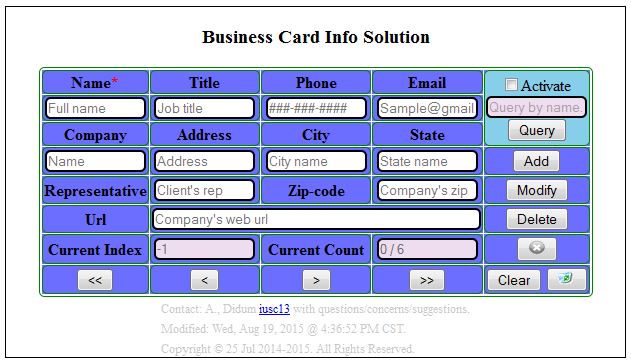 Business Card Info Solution
Name* Title Phone Email Activate
Full name Job title ###-###-#### Sample@gmail Query by name.
Company Address City State Query
Name Address City name State name Add
Representative Client's rep Zip-code Company's zip Modify
Url Company's web url Delete
Current Index -1 Current Count 0 / 6
<< < > >> Clear
Contact: A., Didum iusc13 with questions/concerns/suggestions.
Modified: Wed, Aug 19, 2015 @ 4:36:52 PM CST.
Copyright © 25 Jul 2014-2015. All Rights Reserved.